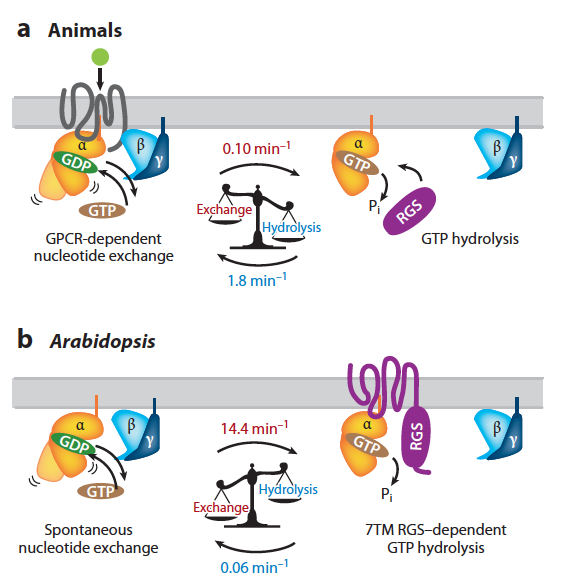 a Animals
α
β
γ
GDP
GTP
GPCR-dependent
nucleotide exchange
0.10 min⁻¹
Exchange
Hydrolysis
1.8 min⁻¹
α
GTP
Pi
RGS
β
γ
GTP hydrolysis
b Arabidopsis
α
β
γ
GDP
GTP
Spontaneous
nucleotide exchange
14.4 min⁻¹
Hydrolysis
Exchange
0.06 min⁻¹
α
GTP
RGS
Pi
β
γ
7TM RGS–dependent
GTP hydrolysis